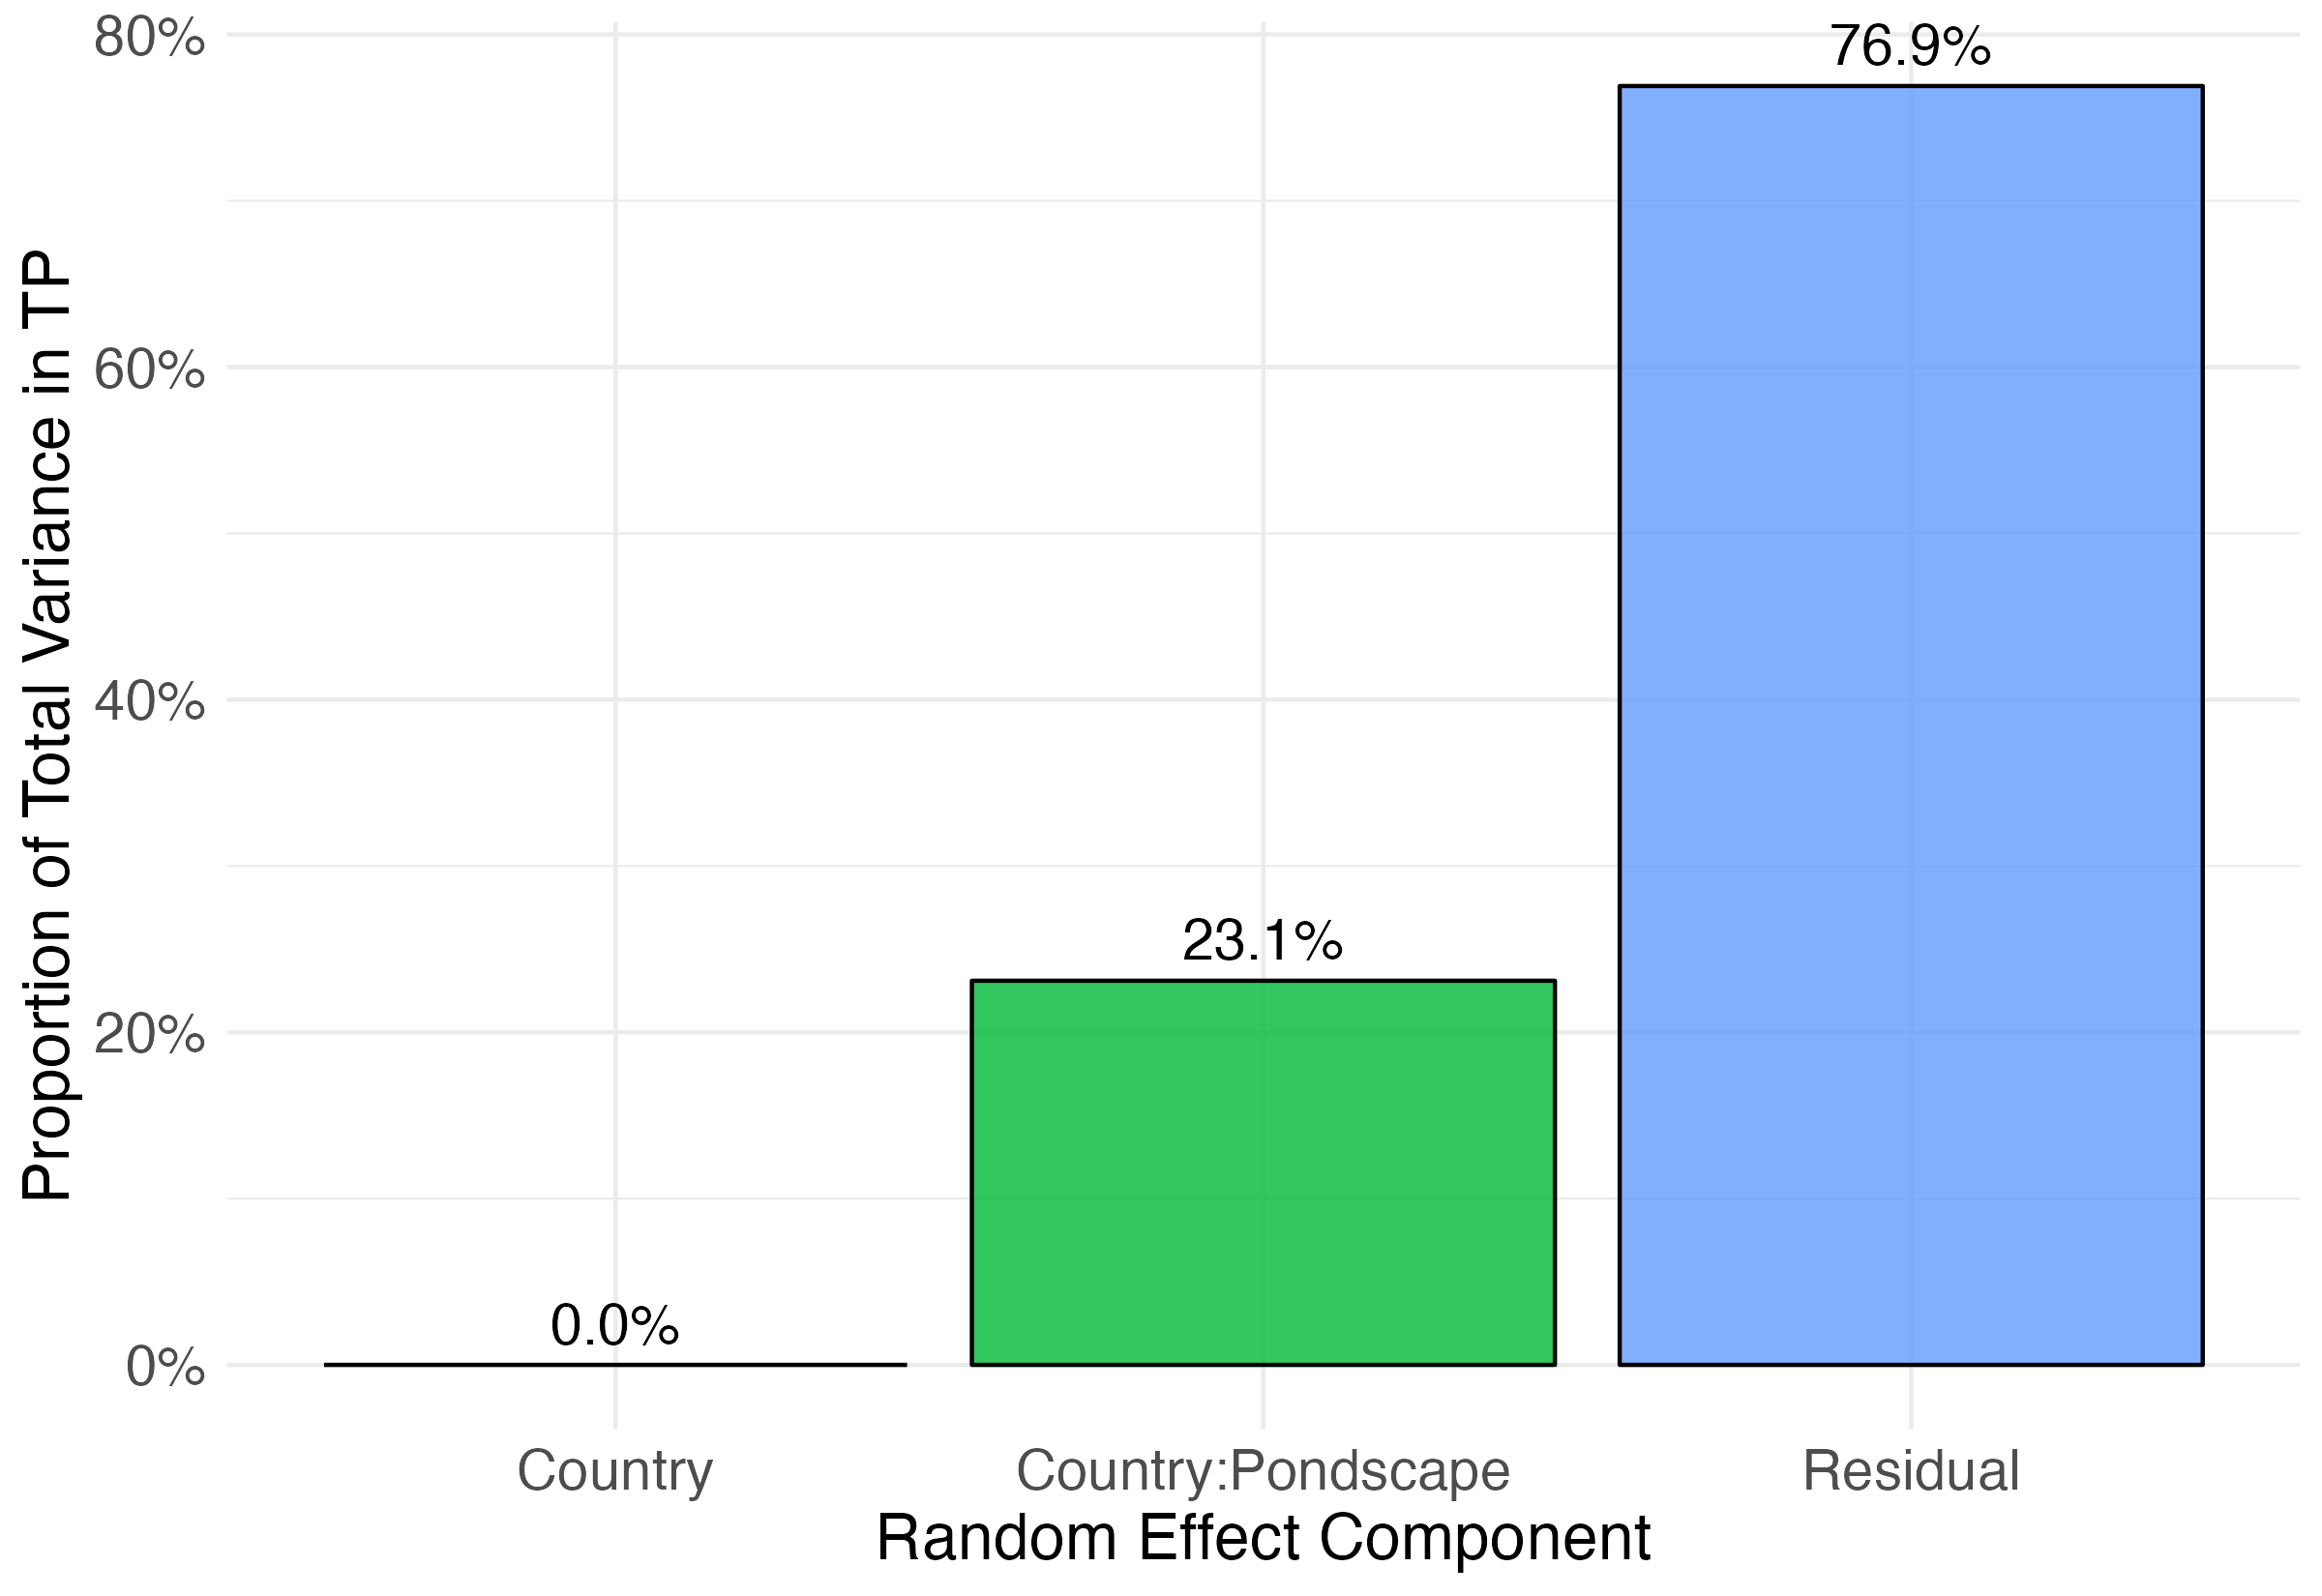 Proportion of Total Variance in TP
80%
60%
40%
20%
0%
0.0%
23.1%
76.9%
Country
Country:Pondscape
Residual
Random Effect Component